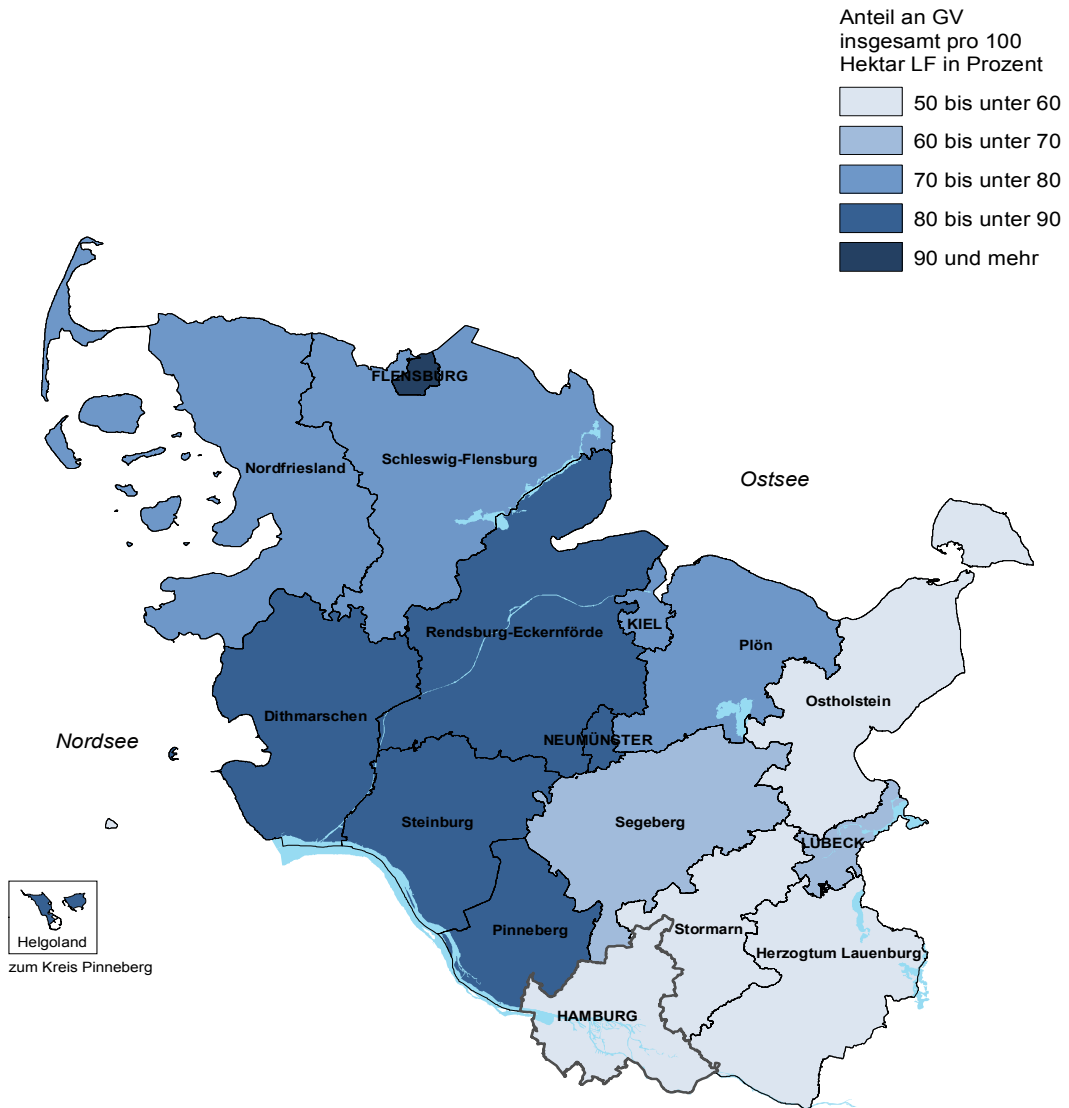 Anteil an GV
insgesamt pro 100
Hektar LF in Prozent
50 bis unter 60
60 bis unter 70
70 bis unter 80
80 bis unter 90
90 und mehr
FLENSBURG
Nordfriesland
Schleswig-Flensburg
Ostsee
Rendsburg-Eckernförde
KIEL
Plön
Ostholstein
Dithmarschen
Nordsee
NEUMÜNSTER
Steinburg
Segeberg
LÜBECK
Pinneberg
Stormarn
Herzogtum Lauenburg
Helgoland
zum Kreis Pinneberg
HAMBURG